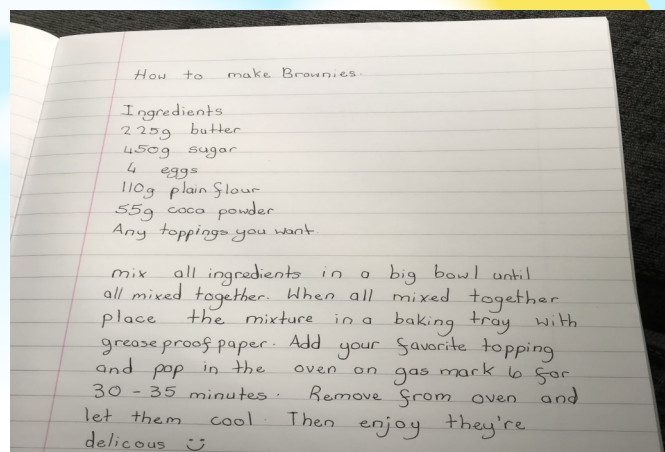 How to make Brownies.
Ingredients
225g butter
450g sugar
4 eggs
110g plain flour
55g coca powder
Any toppings you want.
mix all ingredients in a big bowl until
all mixed together. When all mixed together
place the mixture in a baking tray with
greaseproof paper. Add your favorite topping
and pop in the oven on gas mark 6 for
30 - 35 minutes. Remove from oven and
let them cool. Then enjoy they're
delicous :)